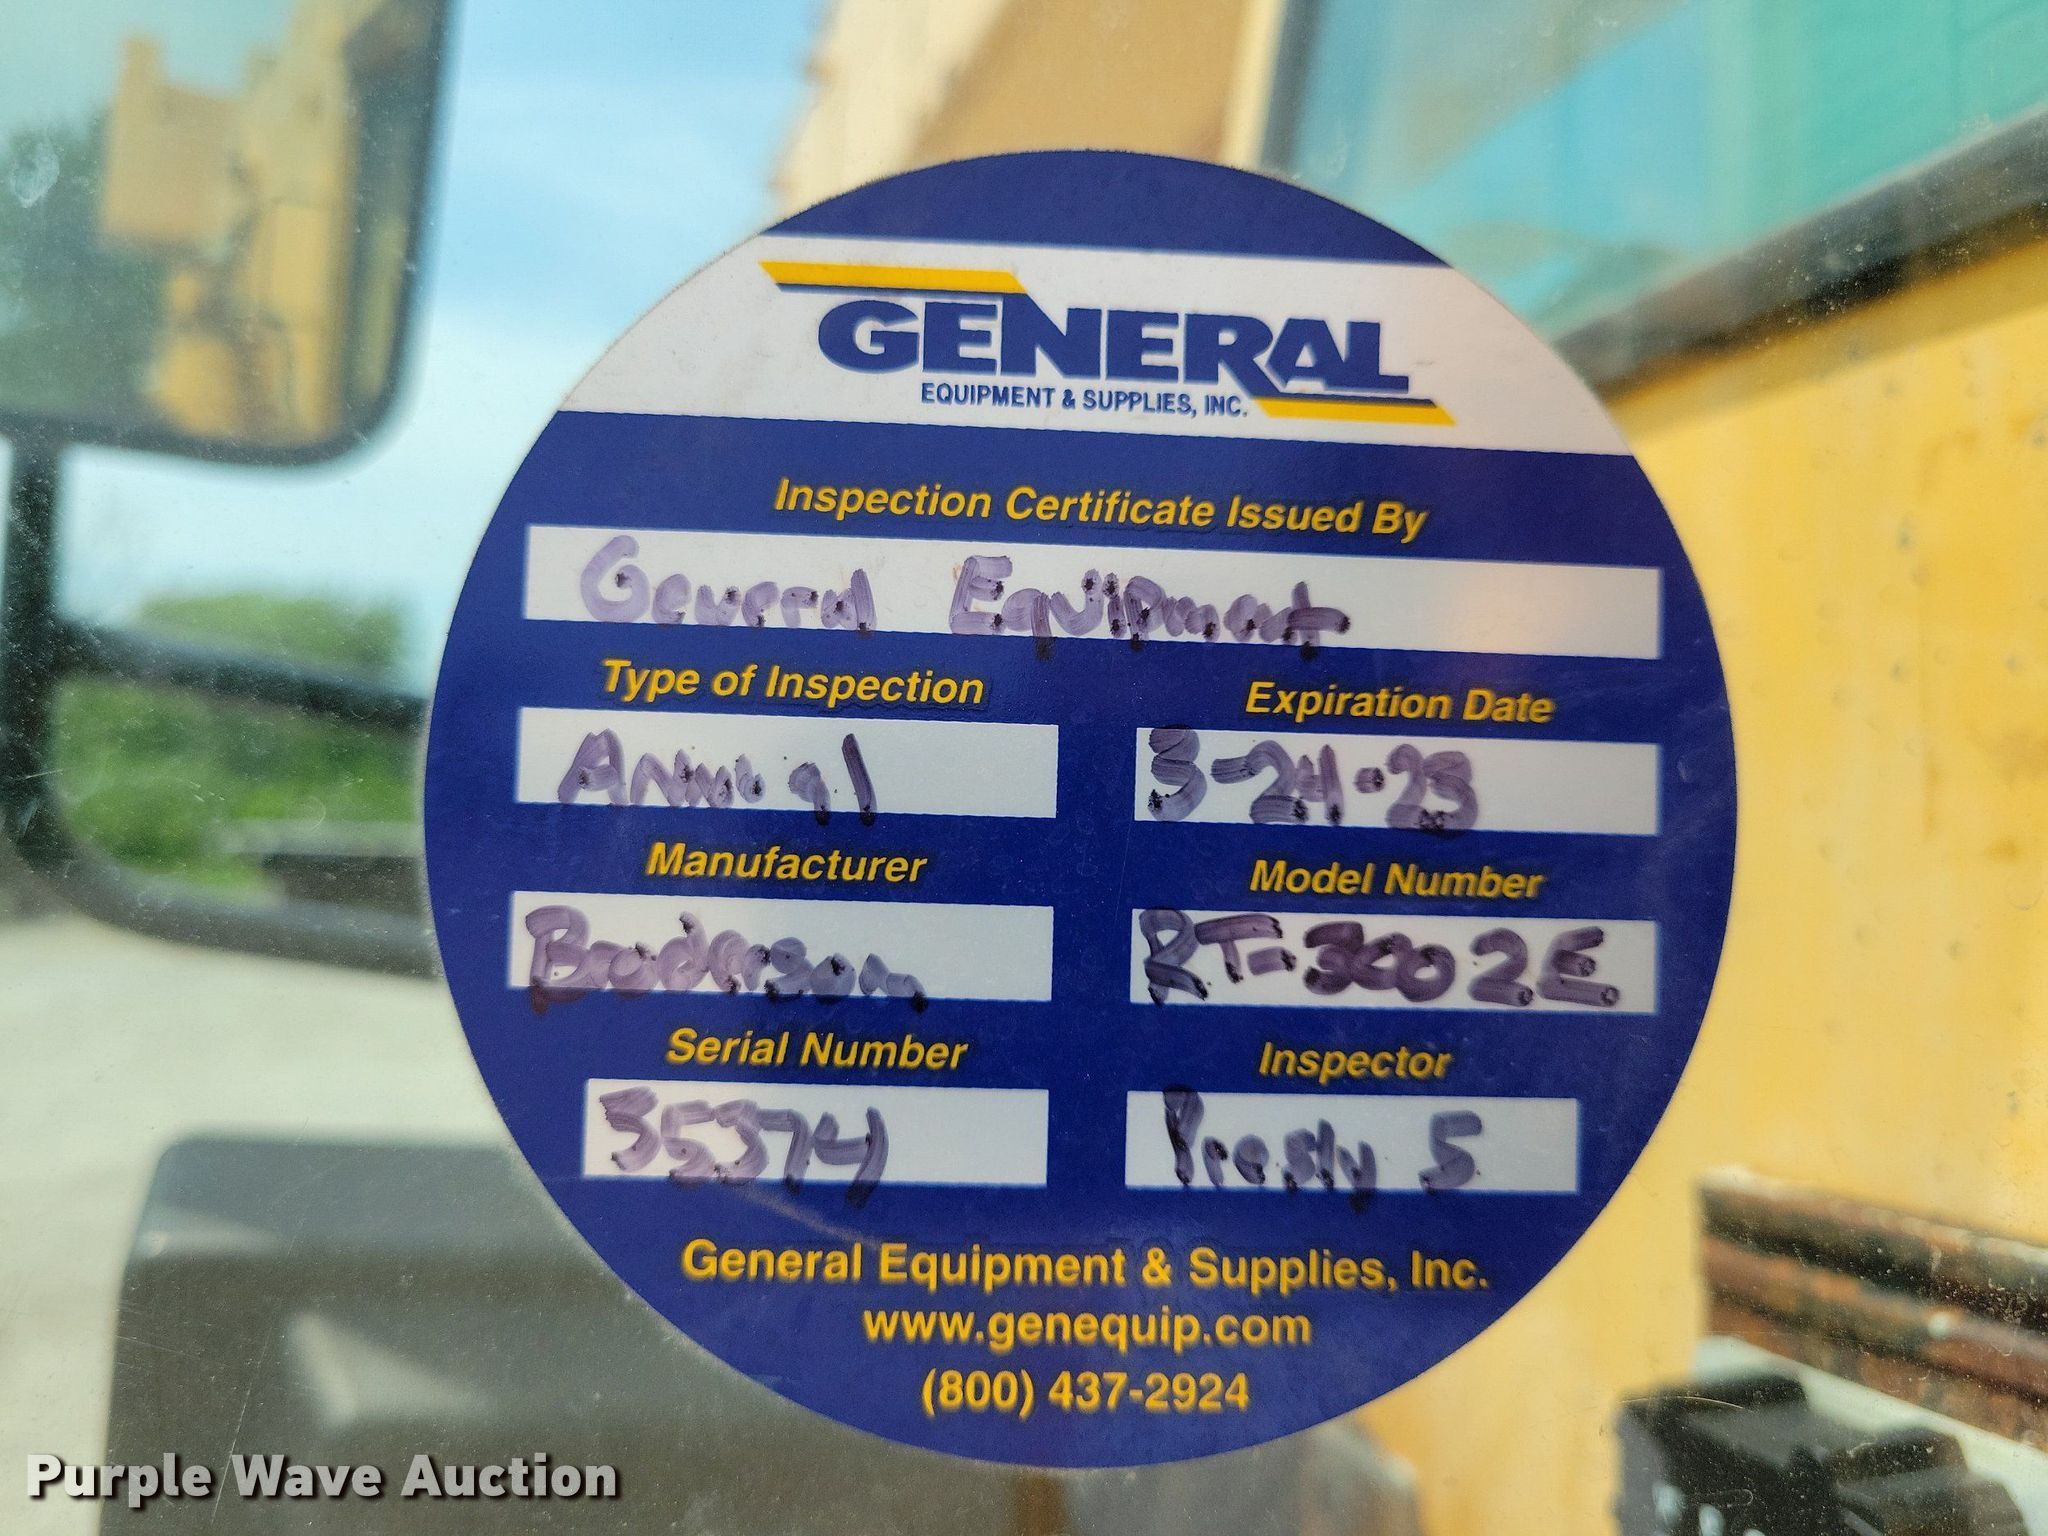 GENERAL
EQUIPMENT & SUPPLIES, INC.
Inspection Certificate Issued By
General Equipment
Type of Inspection Expiration Date
Annual 3-24-23
Manufacturer Model Number
Broderson RT-3002E
Serial Number Inspector
35374 Presly S
General Equipment & Supplies, Inc.
www.genequip.com
(800) 437-2924
Purple Wave Auction